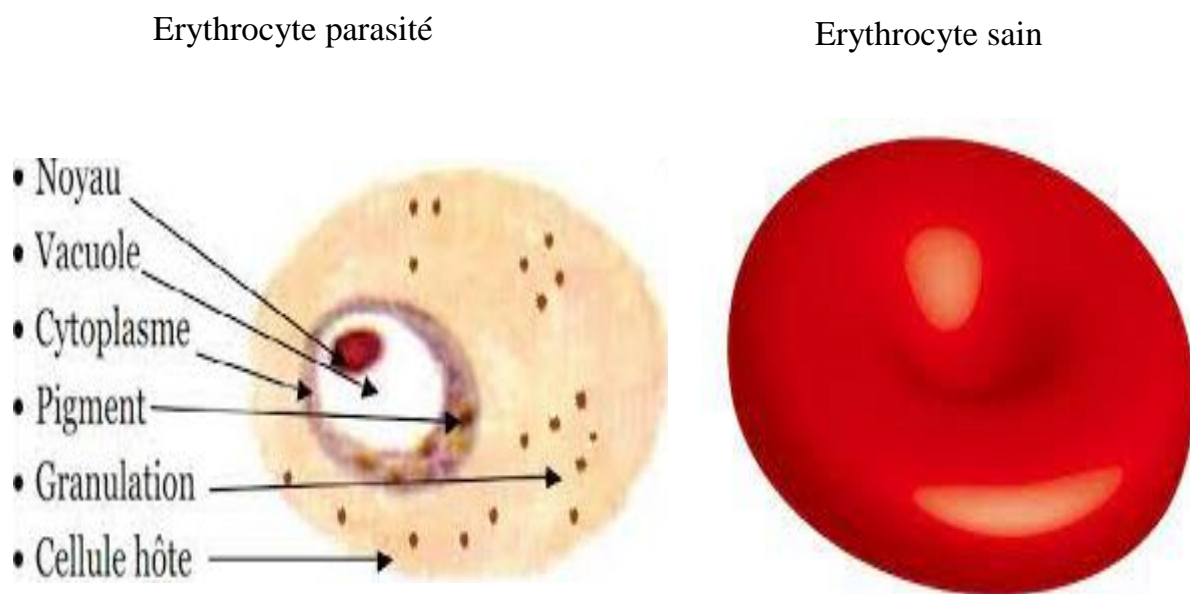 Erythrocyte parasité
Erythrocyte sain
• Noyau
• Vacuole
• Cytoplasme
• Pigment
• Granulation
• Cellule hôte